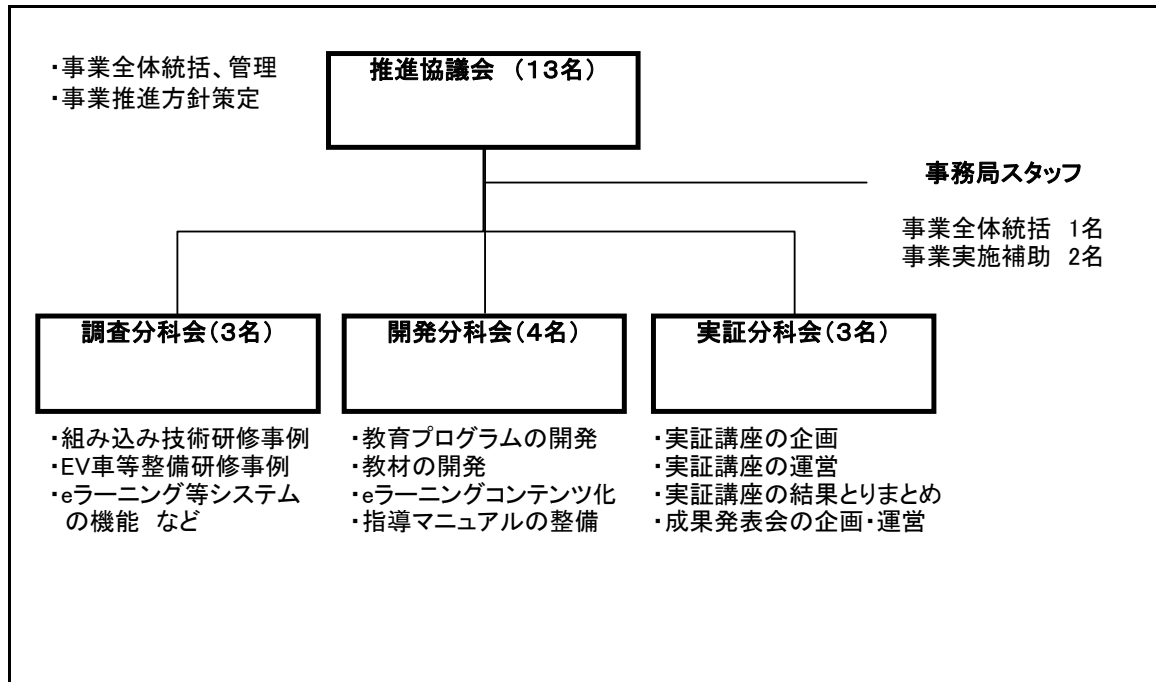 ・事業全体統括、管理
・事業推進方針策定
推進協議会 （１３名）
事務局スタッフ
事業全体統括 1名
事業実施補助 2名
調査分科会（３名）
・組み込み技術研修事例
・EV車等整備研修事例
・eラーニング等システム
の機能 など
開発分科会（４名）
・教育プログラムの開発
・教材の開発
・eラーニングコンテンツ化
・指導マニュアルの整備
実証分科会（３名）
・実証講座の企画
・実証講座の運営
・実証講座の結果とりまとめ
・成果発表会の企画・運営